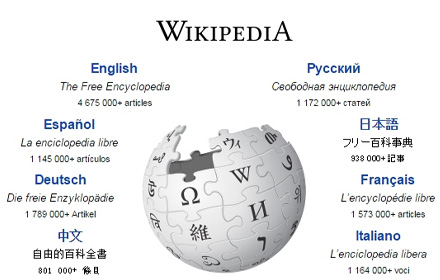 WIKIPEDIA
English
The Free Encyclopedia
4 675 000+ articles
Русский
Свободная энциклопедия
1 172 000+ статей
Español
La enciclopedia libre
1 145 000+ artículos
日本語
フリー百科事典
938 000+ 記事
Deutsch
Die freie Enzyklopädie
1 789 000+ Artikel
Français
L'encyclopédie libre
1 573 000+ articles
中文
自由的百科全書
801 000+ 條目
Italiano
L'enciclopedia libera
1 164 000+ voci
Ω
W
И
維